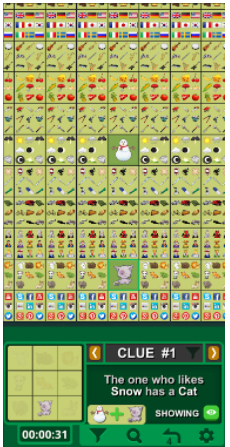 CLUE #1
The one who likes
Snow has a Cat
SHOWING
00:00:31